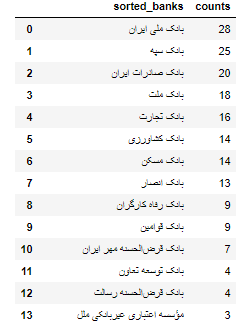 sorted_banks counts
0 بانک ملی ایران 28
1 بانک سپه 25
2 بانک صادرات ایران 20
3 بانک ملت 18
4 بانک تجارت 16
5 بانک کشاورزی 14
6 بانک مسکن 14
7 بانک انصار 13
8 بانک رفاه کارگران 9
9 بانک قوامین 9
10 بانک قرض‌الحسنه مهر ایران 7
11 بانک توسعه تعاون 4
12 بانک قرض‌الحسنه رسالت 4
13 مؤسسه اعتباری غیربانکی ملل 3